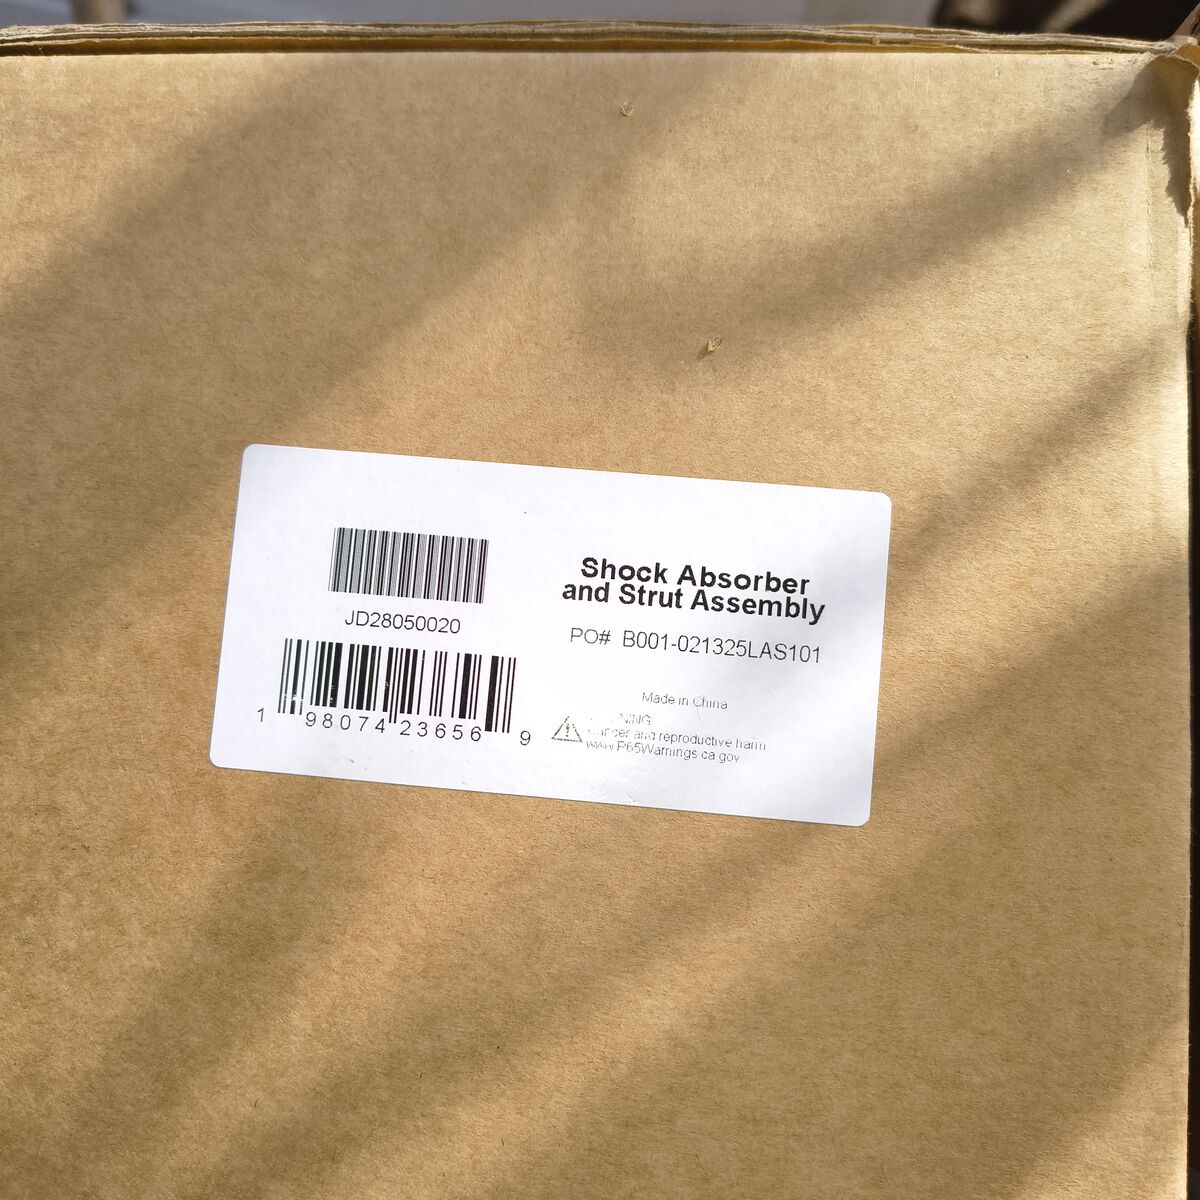 JD28050020
1 98074 23656 9
Shock Absorber
and Strut Assembly
PO# B001-021325LAS101
Made in China
Cancer and reproductive harm
www.P65Warnings.ca.gov